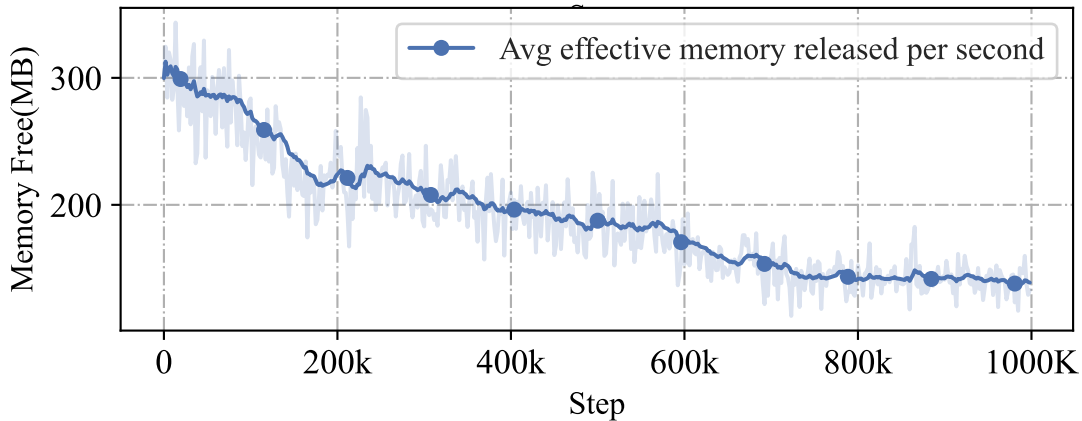 Avg effective memory released per second
Memory Free(MB)
300
200
0 200k 400k 600k 800k 1000K
Step